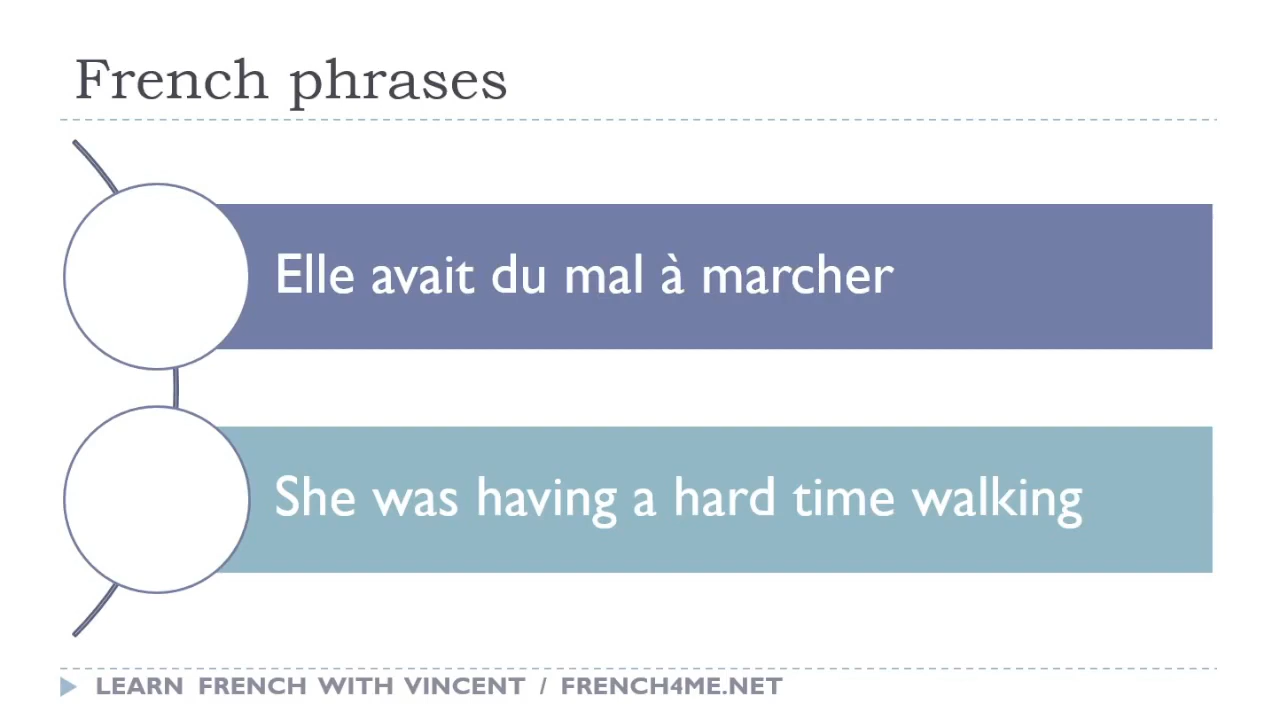 French phrases
Elle avait du mal à marcher
She was having a hard time walking
LEARN FRENCH WITH VINCENT / FRENCH4ME.NET